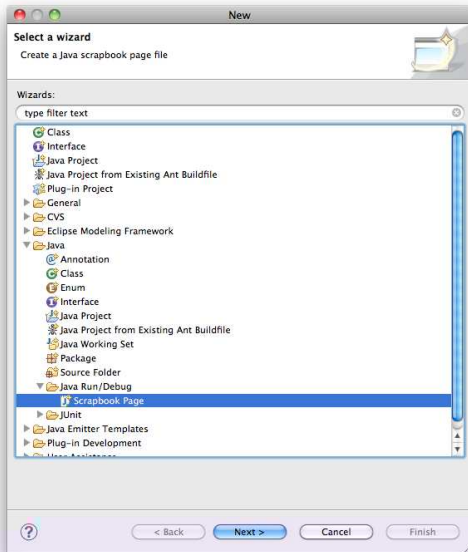 New
Select a wizard
Create a Java scrapbook page file
Wizards:
type filter text
Class
Interface
Java Project
Java Project from Existing Ant Buildfile
Plug-in Project
General
CVS
Eclipse Modeling Framework
Java
Annotation
Class
Enum
Interface
Java Project
Java Project from Existing Ant Buildfile
Java Working Set
Package
Source Folder
Java Run/Debug
Scrapbook Page
JUnit
Java Emitter Templates
Plug-in Development
User Assistance
? < Back Next > Cancel Finish